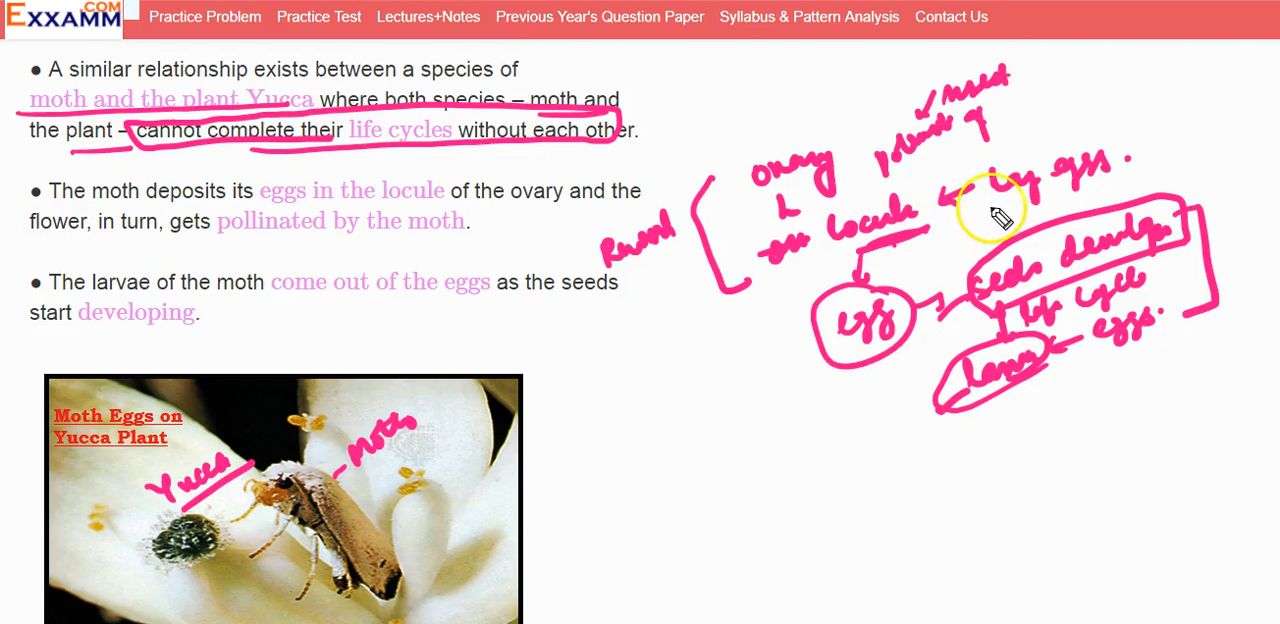 EXXAMM.COM
Practice Problem Practice Test Lectures+Notes Previous Year's Question Paper Syllabus & Pattern Analysis Contact Us
● A similar relationship exists between a species of
moth and the plant Yucca where both species – moth and
the plant – cannot complete their life cycles without each other.
● The moth deposits its eggs in the locule of the ovary and the
flower, in turn, gets pollinated by the moth.
● The larvae of the moth come out of the eggs as the seeds
start developing.
Moth Eggs on
Yucca Plant
Yucca
Moth
insect
ovary
locule
eggs.
egg
seeds
life cycle
eggs.